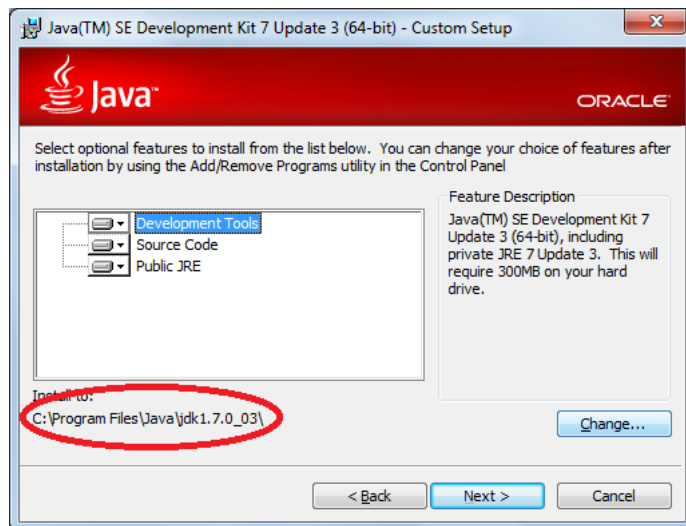 Java(TM) SE Development Kit 7 Update 3 (64-bit) - Custom Setup
Java™
ORACLE
Select optional features to install from the list below. You can change your choice of features after
installation by using the Add/Remove Programs utility in the Control Panel
Development Tools
Source Code
Public JRE
Feature Description
Java(TM) SE Development Kit 7
Update 3 (64-bit), including
private JRE 7 Update 3. This will
require 300MB on your hard
drive.
Install to:
C:\Program Files\Java\jdk1.7.0_03\
Change...
< Back
Next >
Cancel